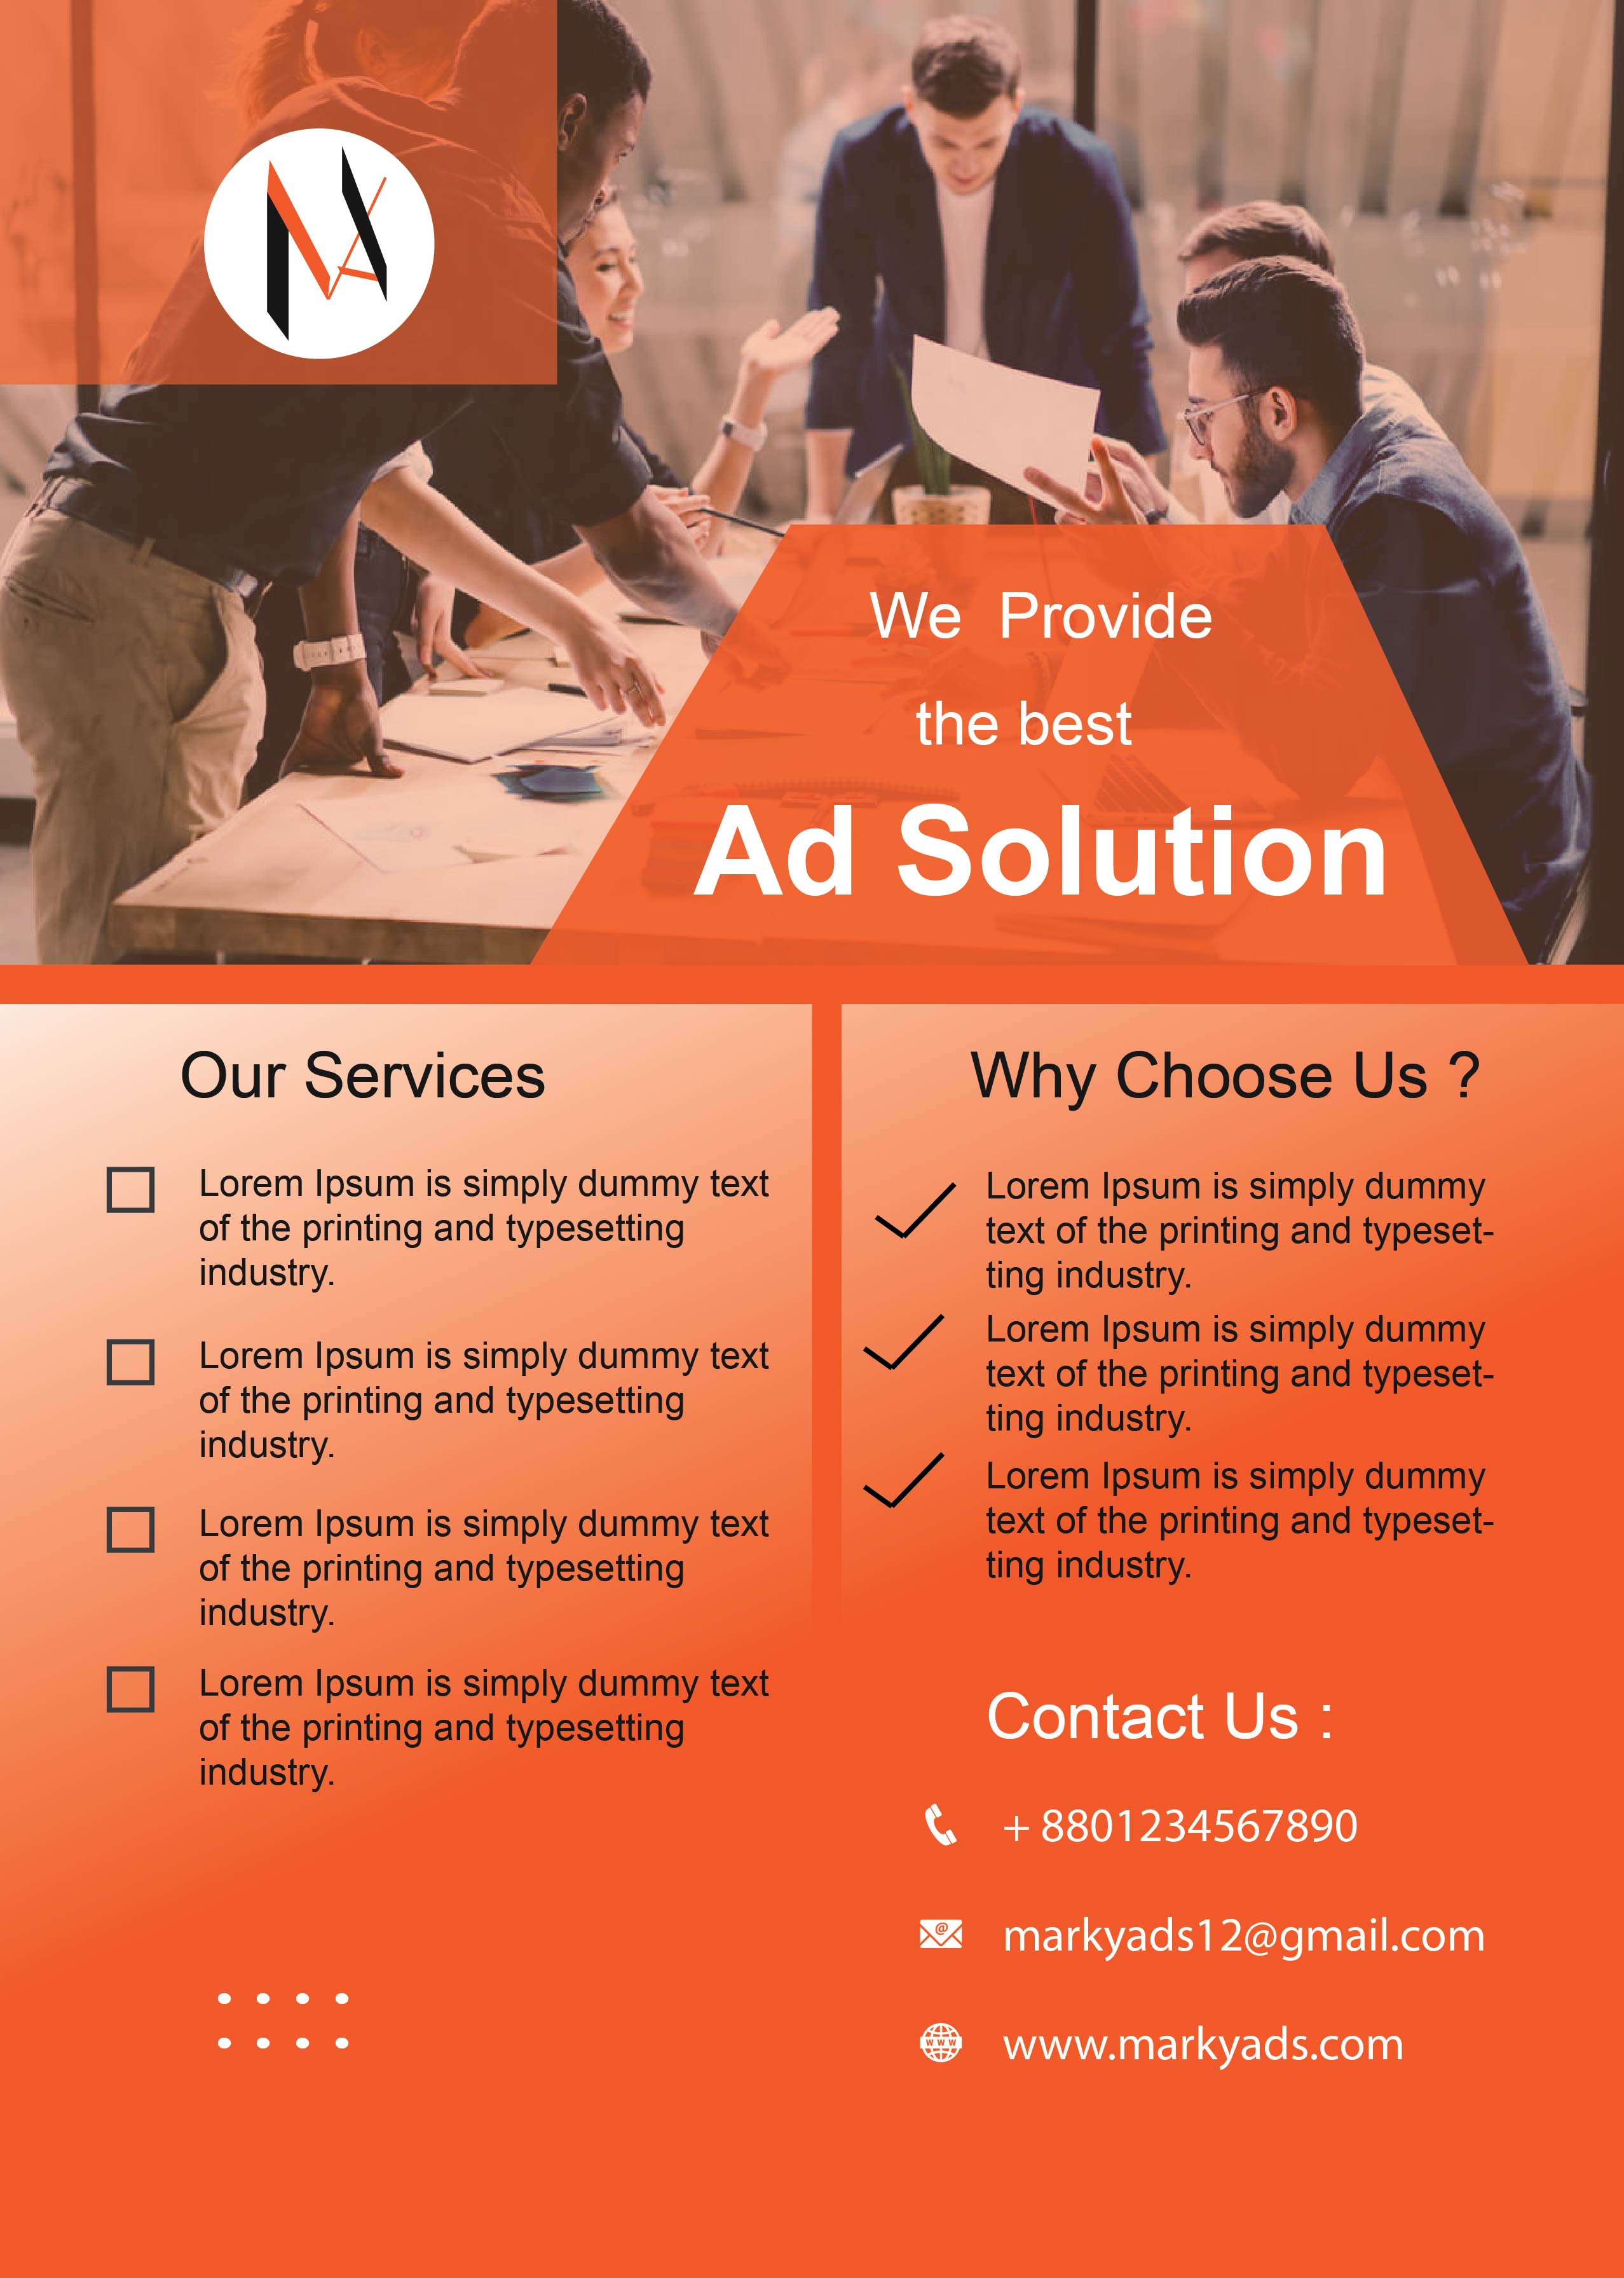 MA
We Provide
the best
Ad Solution
Our Services
Lorem Ipsum is simply dummy text
of the printing and typesetting
industry.
Lorem Ipsum is simply dummy text
of the printing and typesetting
industry.
Lorem Ipsum is simply dummy text
of the printing and typesetting
industry.
Lorem Ipsum is simply dummy text
of the printing and typesetting
industry.
Why Choose Us ?
Lorem Ipsum is simply dummy
text of the printing and typeset-
ting industry.
Lorem Ipsum is simply dummy
text of the printing and typeset-
ting industry.
Lorem Ipsum is simply dummy
text of the printing and typeset-
ting industry.
Contact Us :
+ 8801234567890
markyads12@gmail.com
www.markyads.com